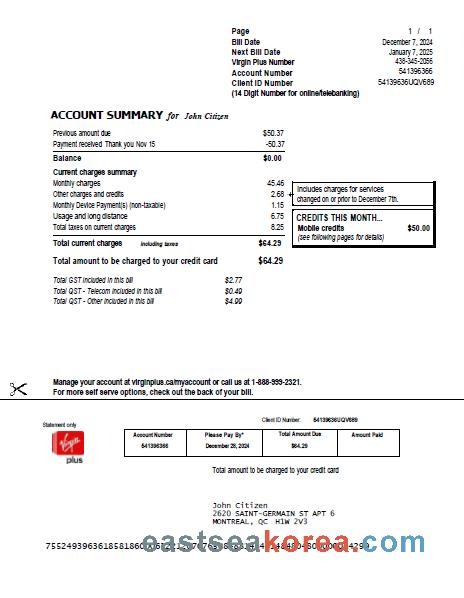 Page 1 / 1
Bill Date December 7, 2024
Next Bill Date January 7, 2025
Virgin Plus Number 438-345-2056
Account Number 541396366
Client ID Number 54139636UQV689
(14 Digit Number for online/telebanking)
ACCOUNT SUMMARY for John Citizen
Previous amount due $50.37
Payment received Thank you Nov 15 -50.37
Balance $0.00
Current charges summary
Monthly charges 45.46
Other charges and credits 2.68
Monthly Device Payment(s) (non-taxable) 1.15
Usage and long distance 6.75
Total taxes on current charges 8.25
Includes charges for services
changed on or prior to December 7th.
CREDITS THIS MONTH...
Mobile credits $50.00
(see following pages for details)
Total current charges including taxes $64.29
Total amount to be charged to your credit card $64.29
Total GST included in this bill $2.77
Total QST - Telecom included in this bill $0.49
Total QST - Other included in this bill $4.99
Manage your account at virginplus.ca/myaccount or call us at 1-888-999-2321.
For more self serve options, check out the back of your bill.
Statement only
Virgin
plus
Client ID Number: 54139636UQV689
Account Number Please Pay By* Total Amount Due Amount Paid
541396366 December 28, 2024 $64.29
Total amount to be charged to your credit card
John Citizen
2620 SAINT-GERMAIN ST APT 6
MONTREAL, QC H1W 2V3
eastseakorea.com